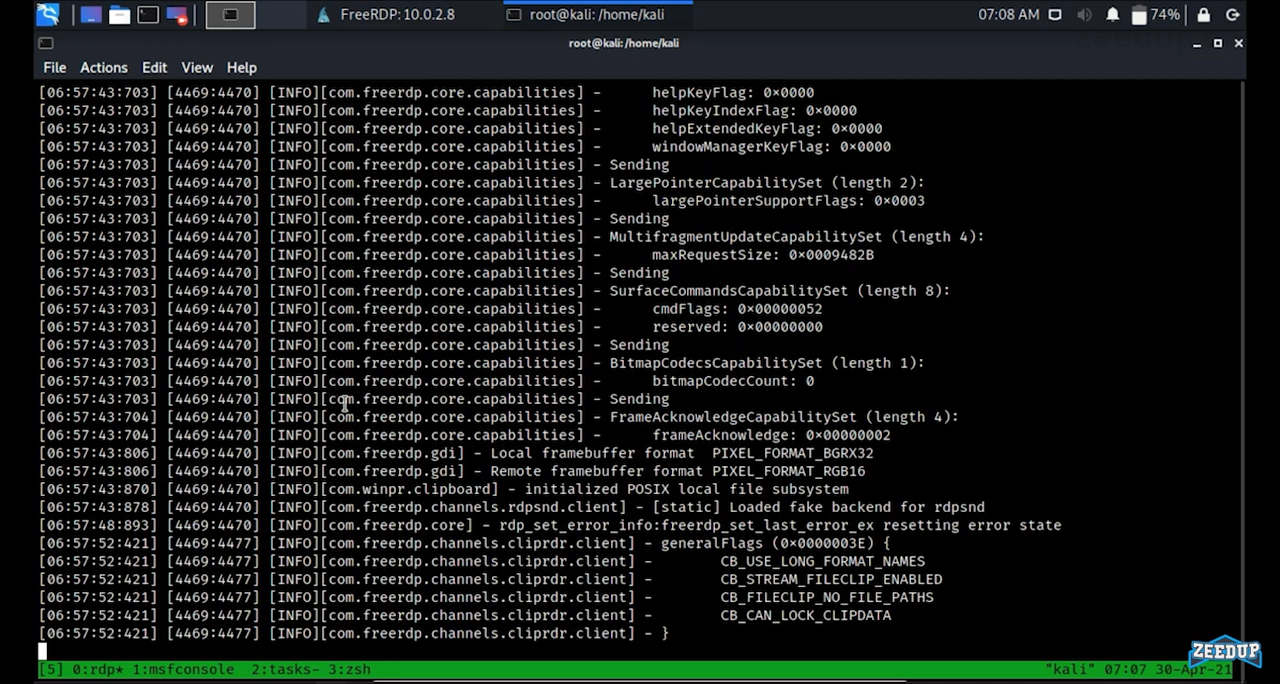 FreeRDP: 10.0.2.8 root@kali: /home/kali 07:08 AM 74%
root@kali: /home/kali
File Actions Edit View Help
[06:57:43:703] [4469:4470] [INFO][com.freerdp.core.capabilities] - helpKeyFlag: 0×0000
[06:57:43:703] [4469:4470] [INFO][com.freerdp.core.capabilities] - helpKeyIndexFlag: 0×0000
[06:57:43:703] [4469:4470] [INFO][com.freerdp.core.capabilities] - helpExtendedKeyFlag: 0×0000
[06:57:43:703] [4469:4470] [INFO][com.freerdp.core.capabilities] - windowManagerKeyFlag: 0×0000
[06:57:43:703] [4469:4470] [INFO][com.freerdp.core.capabilities] - Sending
[06:57:43:703] [4469:4470] [INFO][com.freerdp.core.capabilities] - LargePointerCapabilitySet (length 2):
[06:57:43:703] [4469:4470] [INFO][com.freerdp.core.capabilities] - largePointerSupportFlags: 0×0003
[06:57:43:703] [4469:4470] [INFO][com.freerdp.core.capabilities] - Sending
[06:57:43:703] [4469:4470] [INFO][com.freerdp.core.capabilities] - MultifragmentUpdateCapabilitySet (length 4):
[06:57:43:703] [4469:4470] [INFO][com.freerdp.core.capabilities] - maxRequestSize: 0×0009482B
[06:57:43:703] [4469:4470] [INFO][com.freerdp.core.capabilities] - Sending
[06:57:43:703] [4469:4470] [INFO][com.freerdp.core.capabilities] - SurfaceCommandsCapabilitySet (length 8):
[06:57:43:703] [4469:4470] [INFO][com.freerdp.core.capabilities] - cmdFlags: 0×00000052
[06:57:43:703] [4469:4470] [INFO][com.freerdp.core.capabilities] - reserved: 0×00000000
[06:57:43:703] [4469:4470] [INFO][com.freerdp.core.capabilities] - Sending
[06:57:43:703] [4469:4470] [INFO][com.freerdp.core.capabilities] - BitmapCodecsCapabilitySet (length 1):
[06:57:43:703] [4469:4470] [INFO][com.freerdp.core.capabilities] - bitmapCodecCount: 0
[06:57:43:703] [4469:4470] [INFO][com.freerdp.core.capabilities] - Sending
[06:57:43:704] [4469:4470] [INFO][com.freerdp.core.capabilities] - FrameAcknowledgeCapabilitySet (length 4):
[06:57:43:704] [4469:4470] [INFO][com.freerdp.core.capabilities] - frameAcknowledge: 0×00000002
[06:57:43:806] [4469:4470] [INFO][com.freerdp.gdi] - Local framebuffer format PIXEL_FORMAT_BGRX32
[06:57:43:806] [4469:4470] [INFO][com.freerdp.gdi] - Remote framebuffer format PIXEL_FORMAT_RGB16
[06:57:43:870] [4469:4470] [INFO][com.winpr.clipboard] - initialized POSIX local file subsystem
[06:57:43:878] [4469:4470] [INFO][com.freerdp.channels.rdpsnd.client] - [static] Loaded fake backend for rdpsnd
[06:57:48:893] [4469:4470] [INFO][com.freerdp.core] - rdp_set_error_info:freerdp_set_last_error_ex resetting error state
[06:57:52:421] [4469:4477] [INFO][com.freerdp.channels.cliprdr.client] - generalFlags (0×0000003E) {
[06:57:52:421] [4469:4477] [INFO][com.freerdp.channels.cliprdr.client] - CB_USE_LONG_FORMAT_NAMES
[06:57:52:421] [4469:4477] [INFO][com.freerdp.channels.cliprdr.client] - CB_STREAM_FILECLIP_ENABLED
[06:57:52:421] [4469:4477] [INFO][com.freerdp.channels.cliprdr.client] - CB_FILECLIP_NO_FILE_PATHS
[06:57:52:421] [4469:4477] [INFO][com.freerdp.channels.cliprdr.client] - CB_CAN_LOCK_CLIPDATA
[06:57:52:421] [4469:4477] [INFO][com.freerdp.channels.cliprdr.client] - }
ZEEDUP
[5] 0:rdp* 1:msfconsole 2:tasks- 3:zsh "kali" 07:07 30-Apr-21